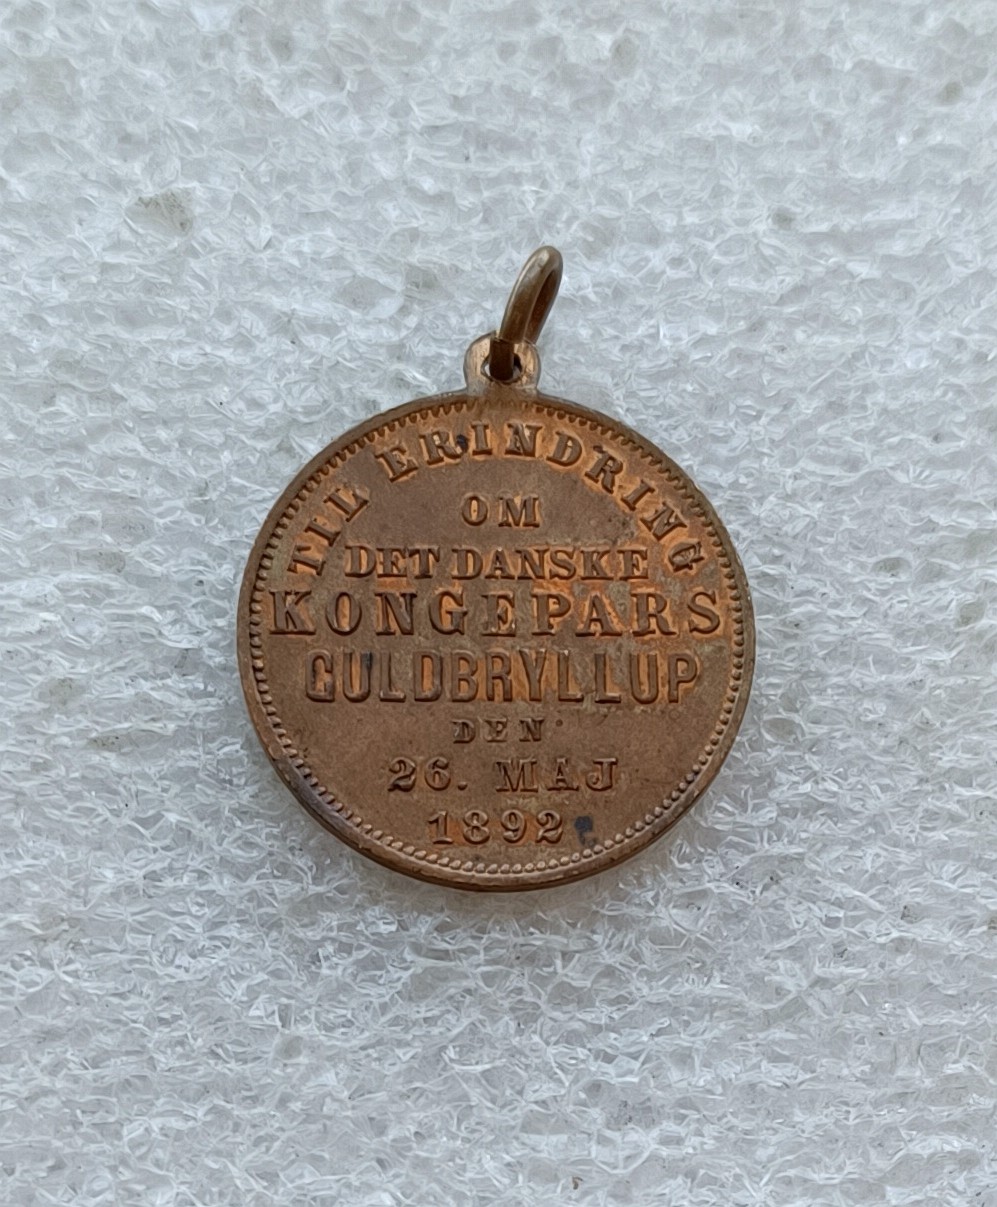 TIL ERINDRING
OM
DET DANSKE
KONGEPARS
GULDBRYLLUP
DEN
26. MAJ
1892